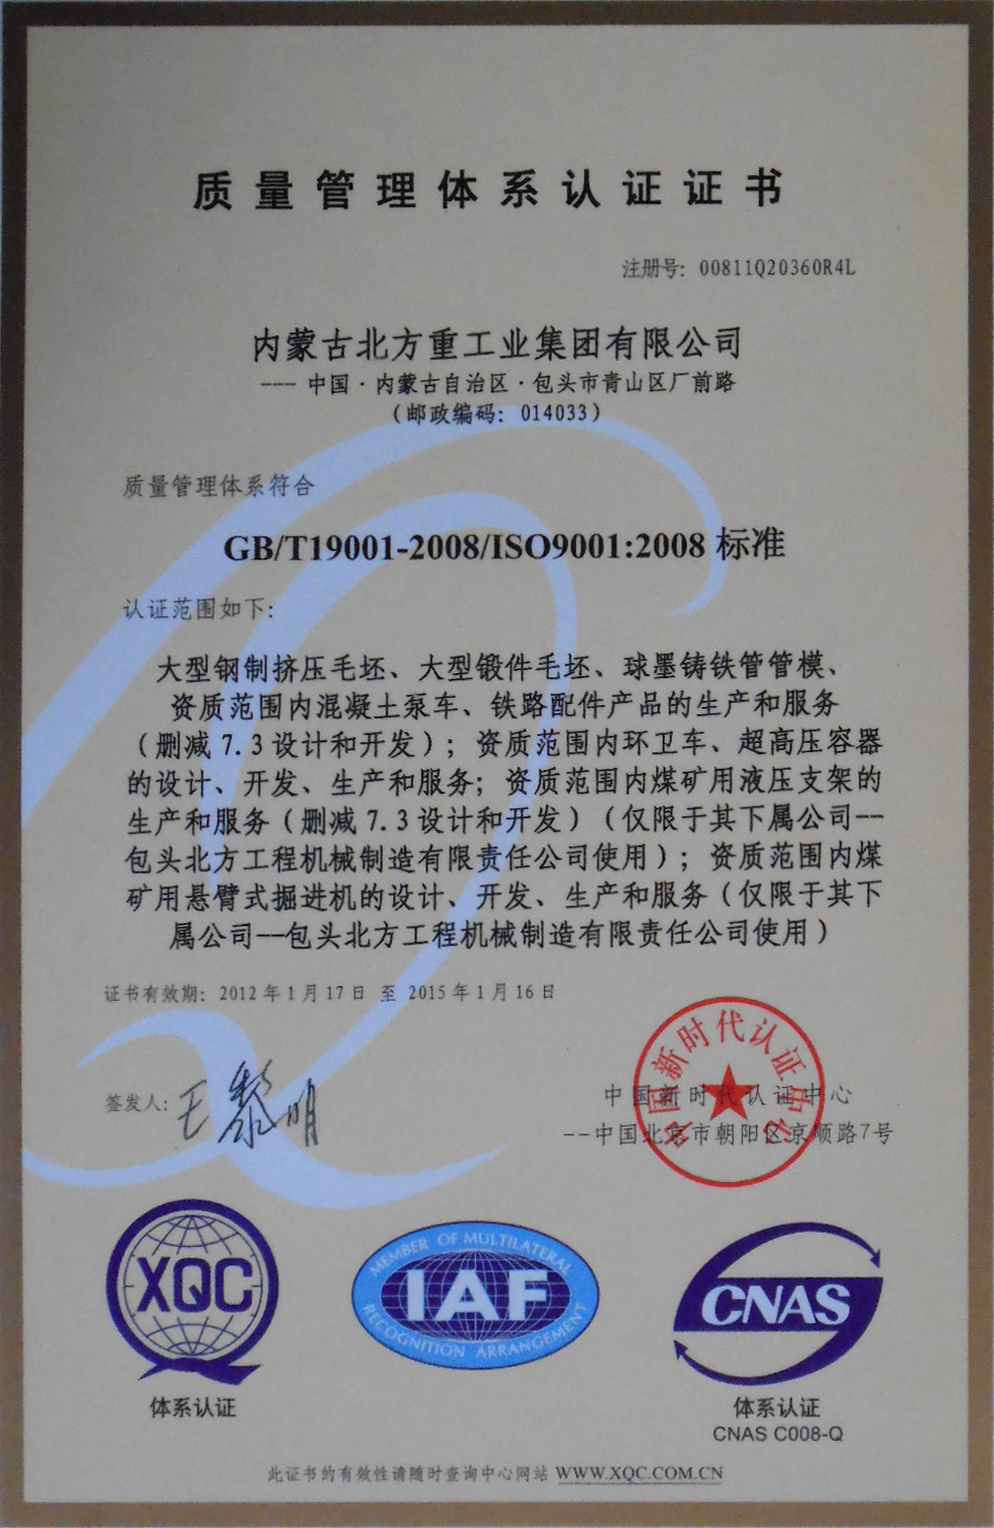 质量管理体系认证证书
注册号：00811Q20360R4L
内蒙古北方重工业集团有限公司
--- 中国·内蒙古自治区·包头市青山区厂前路
（邮政编码：014033）
质量管理体系符合
GB/T19001-2008/ISO9001:2008 标准
认证范围如下：
大型钢制挤压毛坯、大型锻件毛坯、球墨铸铁管管模、
资质范围内混凝土泵车、铁路配件产品的生产和服务
（删减7.3设计和开发）；资质范围内环卫车、超高压容器
的设计、开发、生产和服务；资质范围内煤矿用液压支架的
生产和服务（删减7.3设计和开发）（仅限于其下属公司--
包头北方工程机械制造有限责任公司使用）；资质范围内煤
矿用悬臂式掘进机的设计、开发、生产和服务（仅限于其下
属公司--包头北方工程机械制造有限责任公司使用）
证书有效期：2012年1月17日 至 2015年1月16日
签发人：王黎明
中国新时代认证中心
中国新时代认证中心
--中国北京市朝阳区京顺路7号
XQC
体系认证
MEMBER OF MULTILATERAL
IAF
RECOGNITION ARRANGEMENT
CNAS
体系认证
CNAS C008-Q
此证书的有效性请随时查询中心网站 WWW.XQC.COM.CN